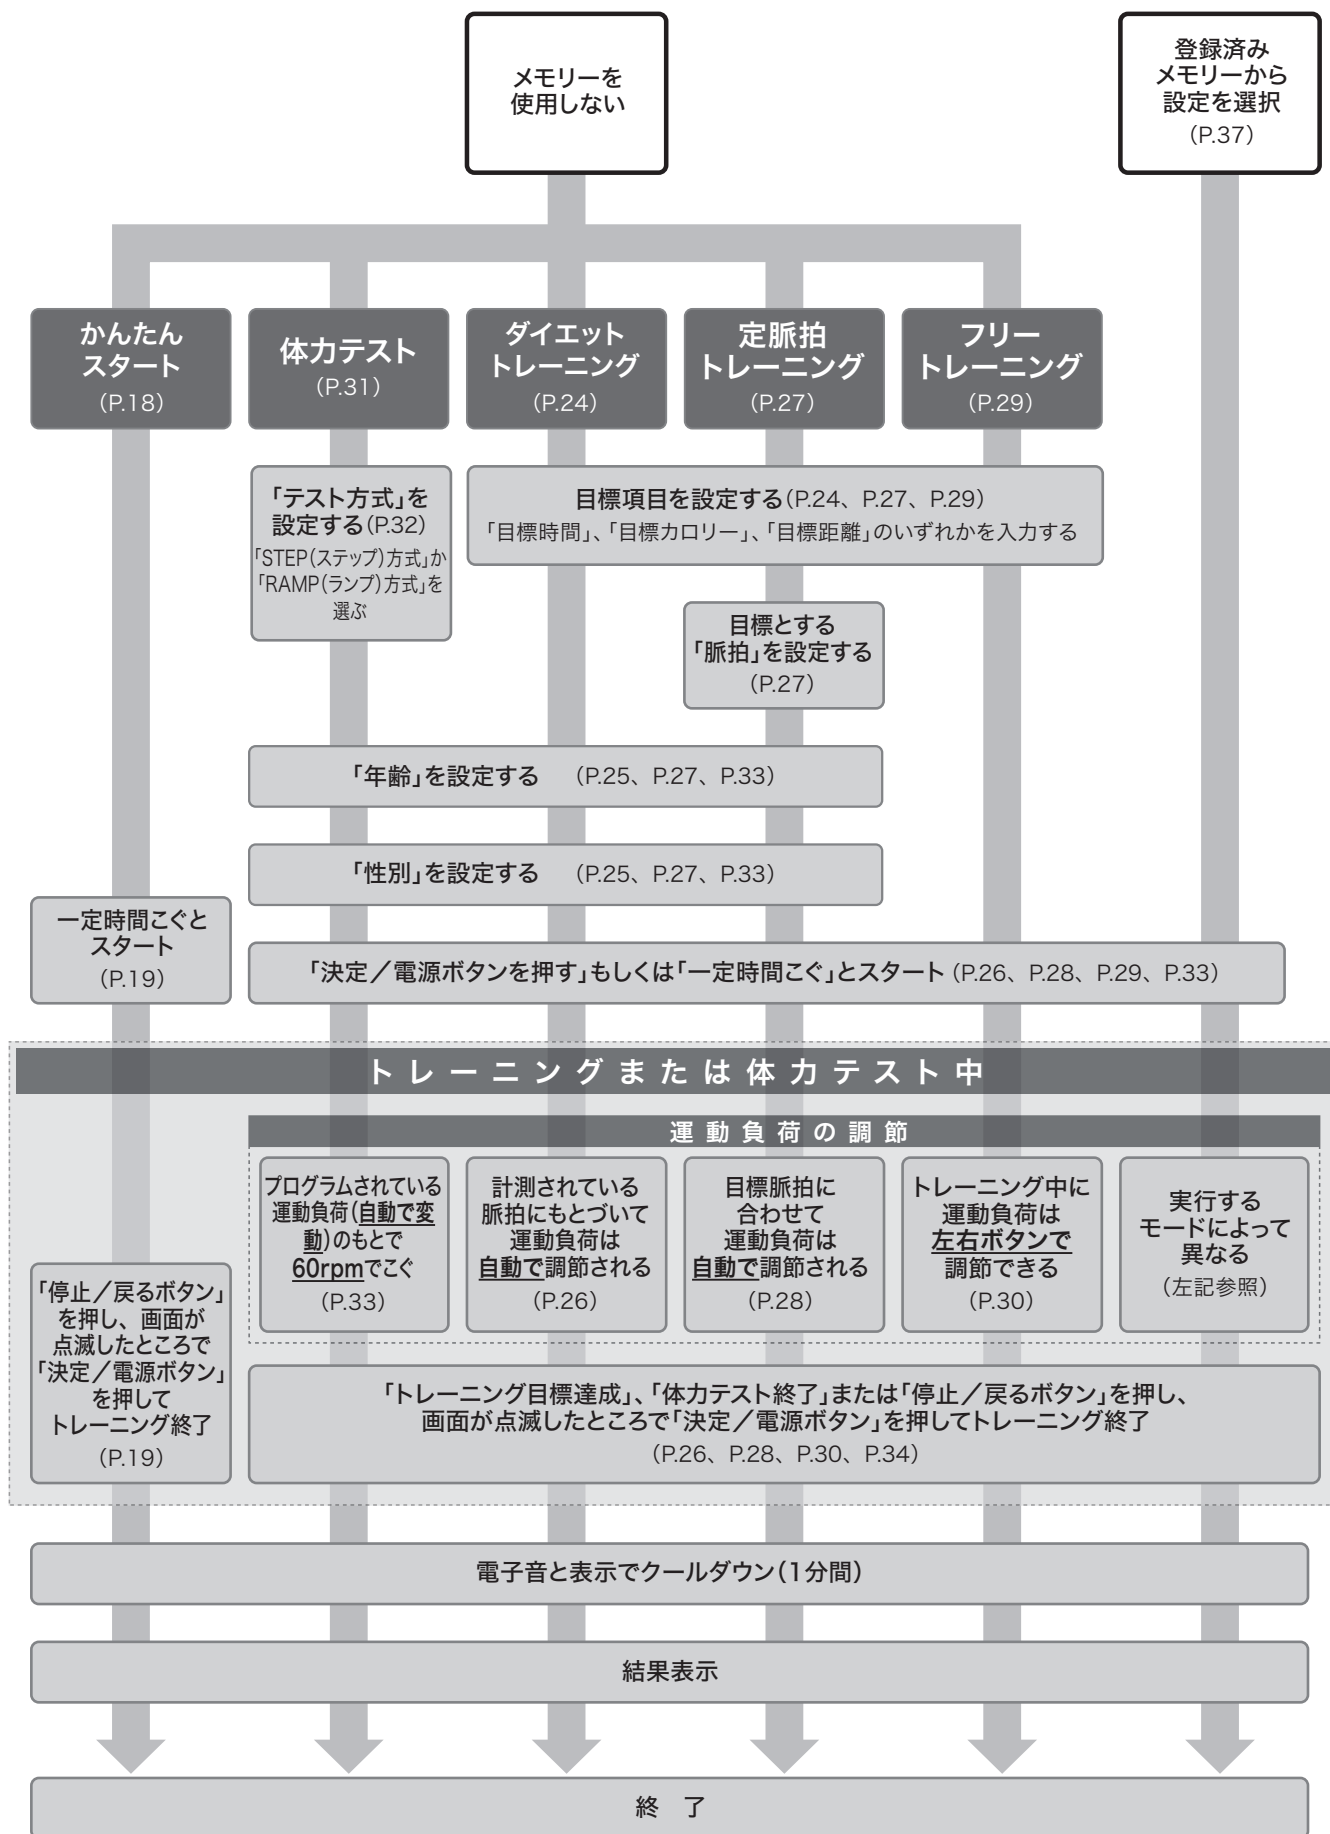 メモリーを
使用しない
登録済み
メモリーから
設定を選択
（P.37）
かんたん
スタート
（P.18）
体力テスト
（P.31）
ダイエット
トレーニング
（P.24）
定脈拍
トレーニング
（P.27）
フリー
トレーニング
（P.29）
「テスト方式」を
設定する（P.32）
「STEP（ステップ）方式」か
「RAMP（ランプ）方式」を
選ぶ
目標項目を設定する（P.24、P.27、P.29）
「目標時間」、「目標カロリー」、「目標距離」のいずれかを入力する
目標とする
「脈拍」を設定する
（P.27）
「年齢」を設定する　（P.25、P.27、P.33）
「性別」を設定する　（P.25、P.27、P.33）
一定時間こぐと
スタート
（P.19）
「決定／電源ボタンを押す」もしくは「一定時間こぐ」とスタート（P.26、P.28、P.29、P.33）
トレーニングまたは体力テスト中
運動負荷の調節
プログラムされている
運動負荷（自動で変
動）のもとで
60rpmでこぐ
（P.33）
計測されている
脈拍にもとづいて
運動負荷は
自動で調節される
（P.26）
目標脈拍に
合わせて
運動負荷は
自動で調節される
（P.28）
トレーニング中に
運動負荷は
左右ボタンで
調節できる
（P.30）
実行する
モードによって
異なる
（左記参照）
「停止／戻るボタン」
を押し、画面が
点滅したところで
「決定／電源ボタン」
を押して
トレーニング終了
（P.19）
「トレーニング目標達成」、「体力テスト終了」または「停止／戻るボタン」を押し、
画面が点滅したところで「決定／電源ボタン」を押してトレーニング終了
（P.26、P.28、P.30、P.34）
電子音と表示でクールダウン（1分間）
結果表示
終　了